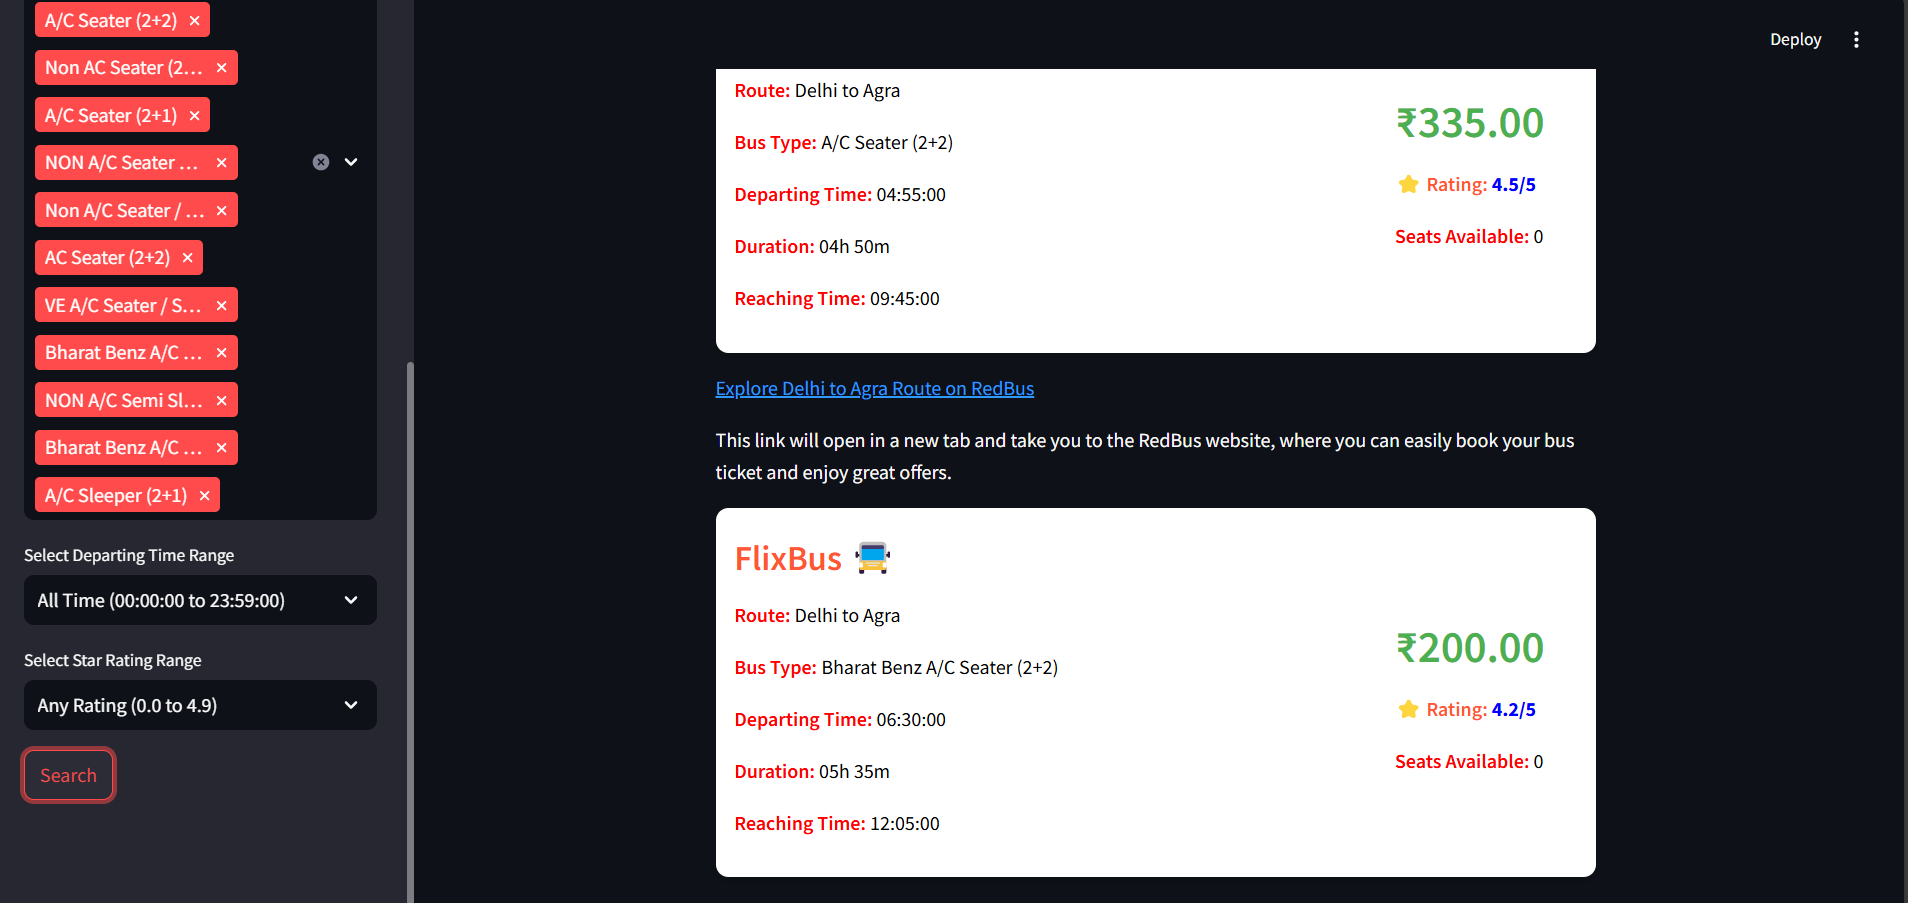 A/C Seater (2+2)
Non AC Seater (2...
A/C Seater (2+1)
NON A/C Seater ...
Non A/C Seater / ...
AC Seater (2+2)
VE A/C Seater / S...
Bharat Benz A/C ...
NON A/C Semi Sl...
Bharat Benz A/C ...
A/C Sleeper (2+1)
Select Departing Time Range
All Time (00:00:00 to 23:59:00)
Select Star Rating Range
Any Rating (0.0 to 4.9)
Search
Deploy
Route: Delhi to Agra
Bus Type: A/C Seater (2+2)
Departing Time: 04:55:00
Duration: 04h 50m
Reaching Time: 09:45:00
₹335.00
Rating: 4.5/5
Seats Available: 0
Explore Delhi to Agra Route on RedBus
This link will open in a new tab and take you to the RedBus website, where you can easily book your bus
ticket and enjoy great offers.
FlixBus
Route: Delhi to Agra
Bus Type: Bharat Benz A/C Seater (2+2)
Departing Time: 06:30:00
Duration: 05h 35m
Reaching Time: 12:05:00
₹200.00
Rating: 4.2/5
Seats Available: 0